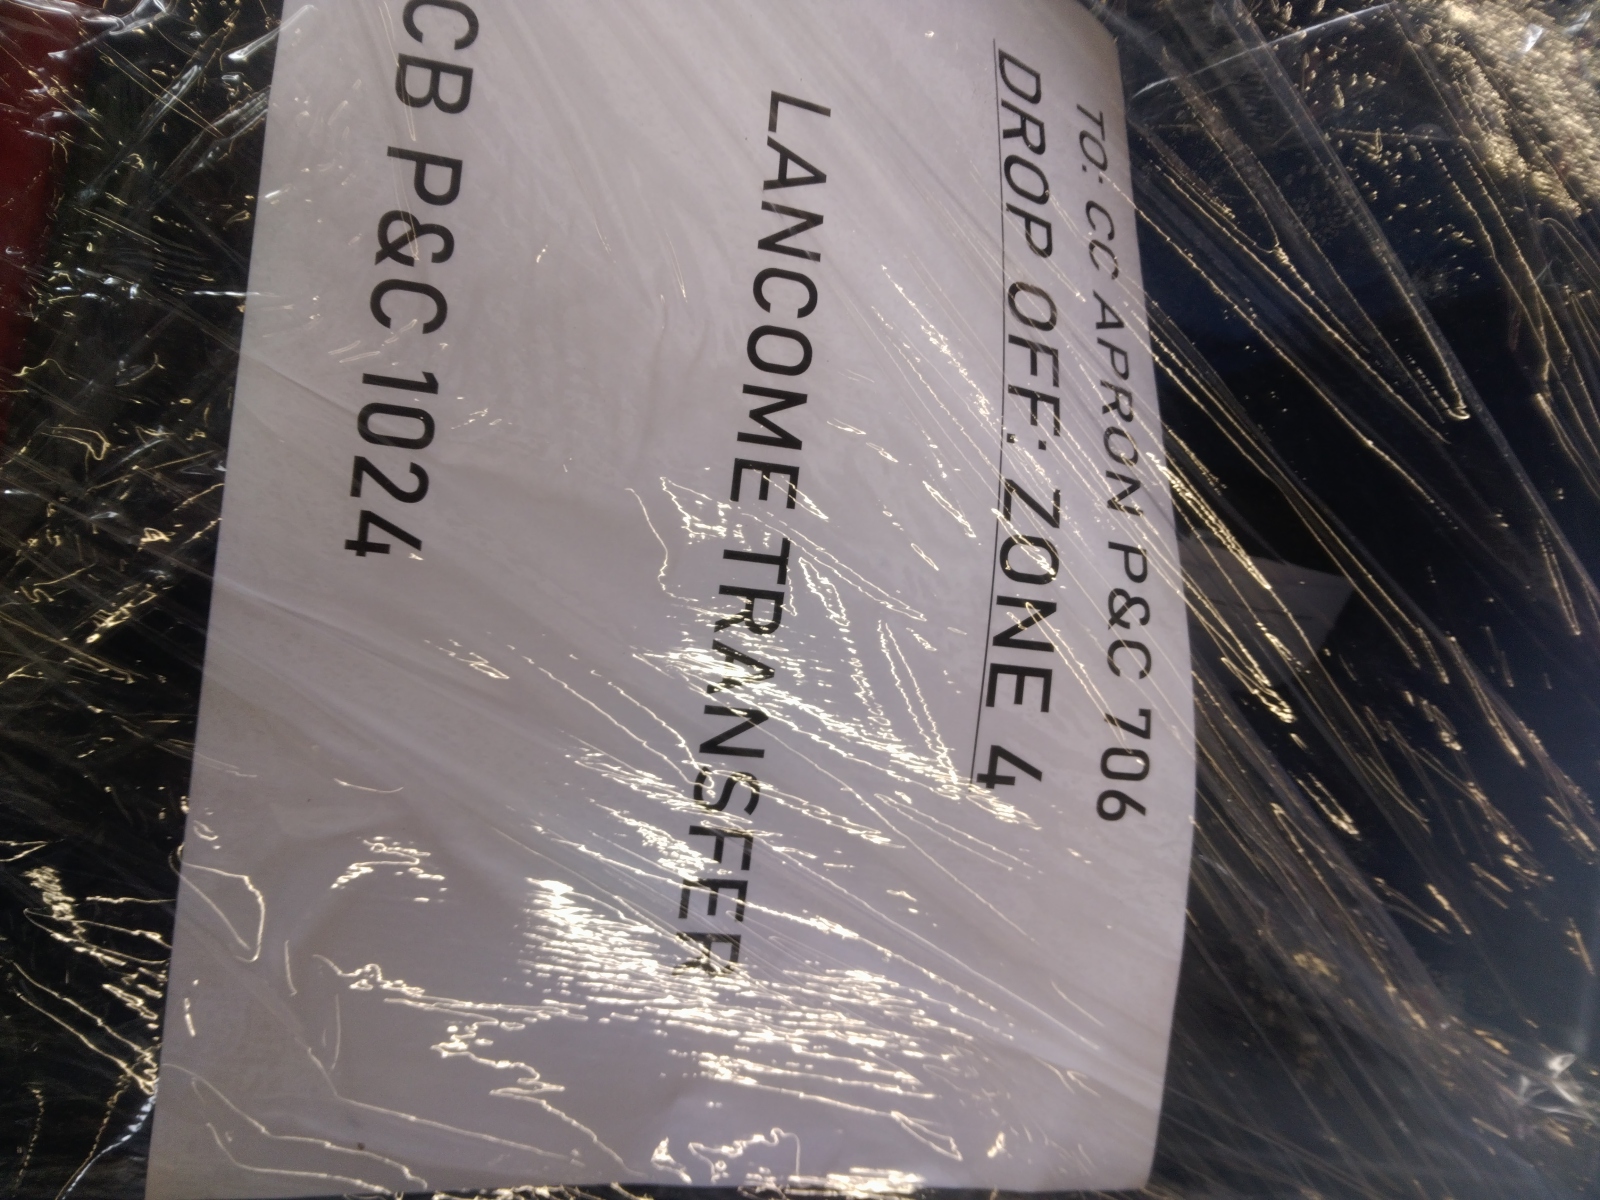 TO: CC APRON P&C 706
DROP OFF: ZONE 4
LANCOME TRANSFER
CB P&C 1024